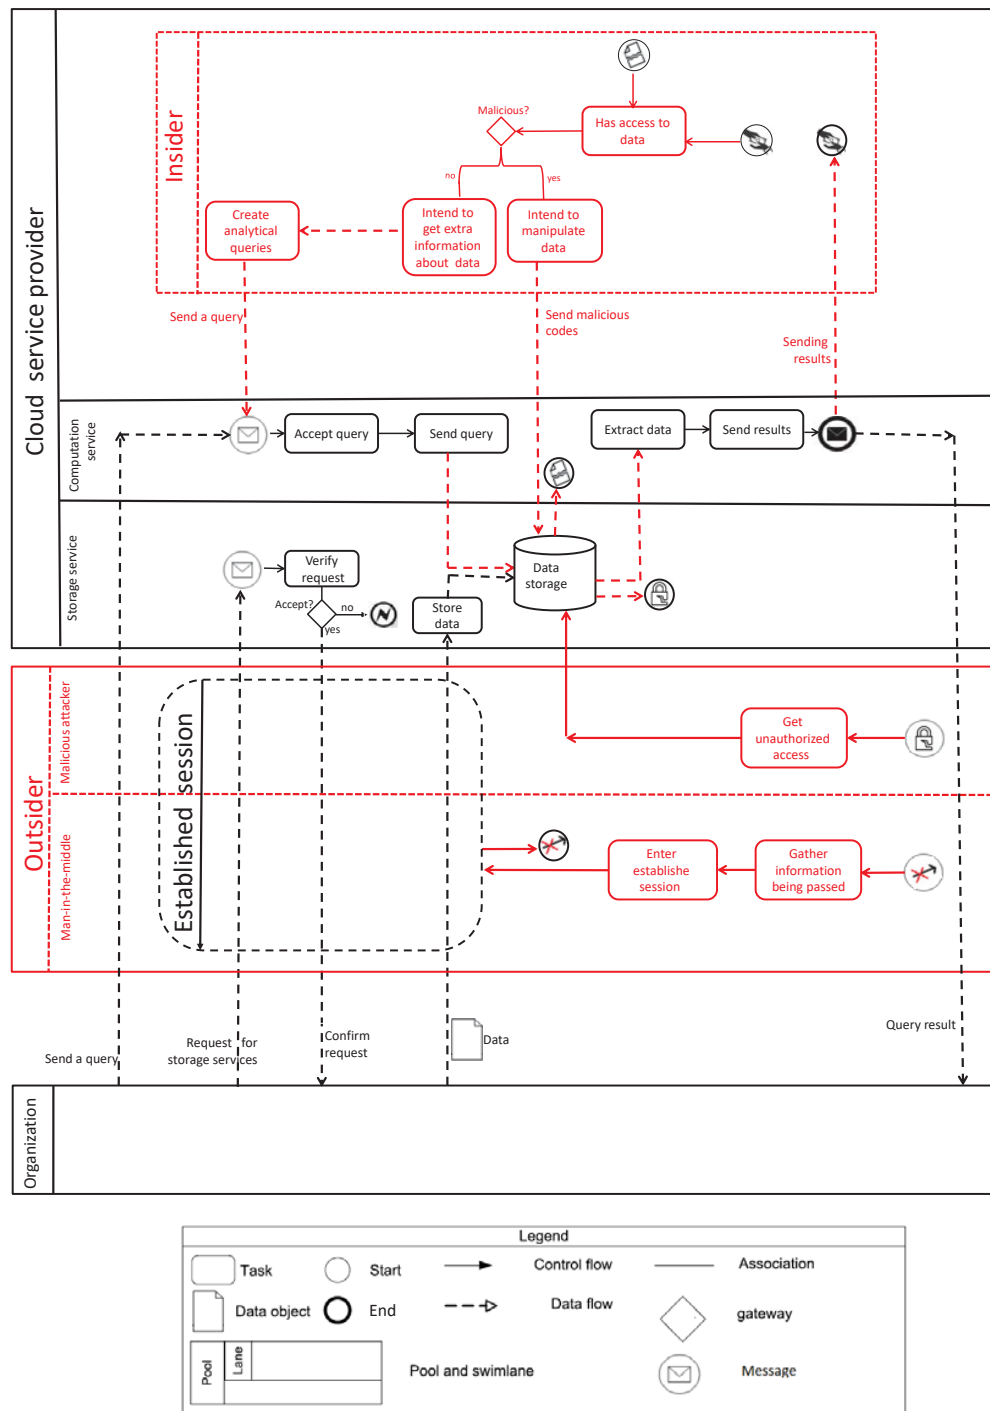 Cloud service provider
Insider
Malicious?
Has access to
data
no
yes
Create
analytical
queries
Intend to
get extra
information
about data
Intend to
manipulate
data
Send a query
Send malicious
codes
Sending
results
Computation
service
Accept query
Send query
Extract data
Send results
Storage service
Verify
request
Accept?
no
yes
Store
data
Data
storage
Outsider
Malicious attacker
Man-in-the-middle
Established session
Get
unauthorized
access
Enter
establishe
session
Gather
information
being passed
Send a query
Request for
storage services
Confirm
request
Data
Query result
Organization
Legend
Task
Start
Control flow
Association
Data object
End
Data flow
gateway
Pool
Lane
Pool and swimlane
Message